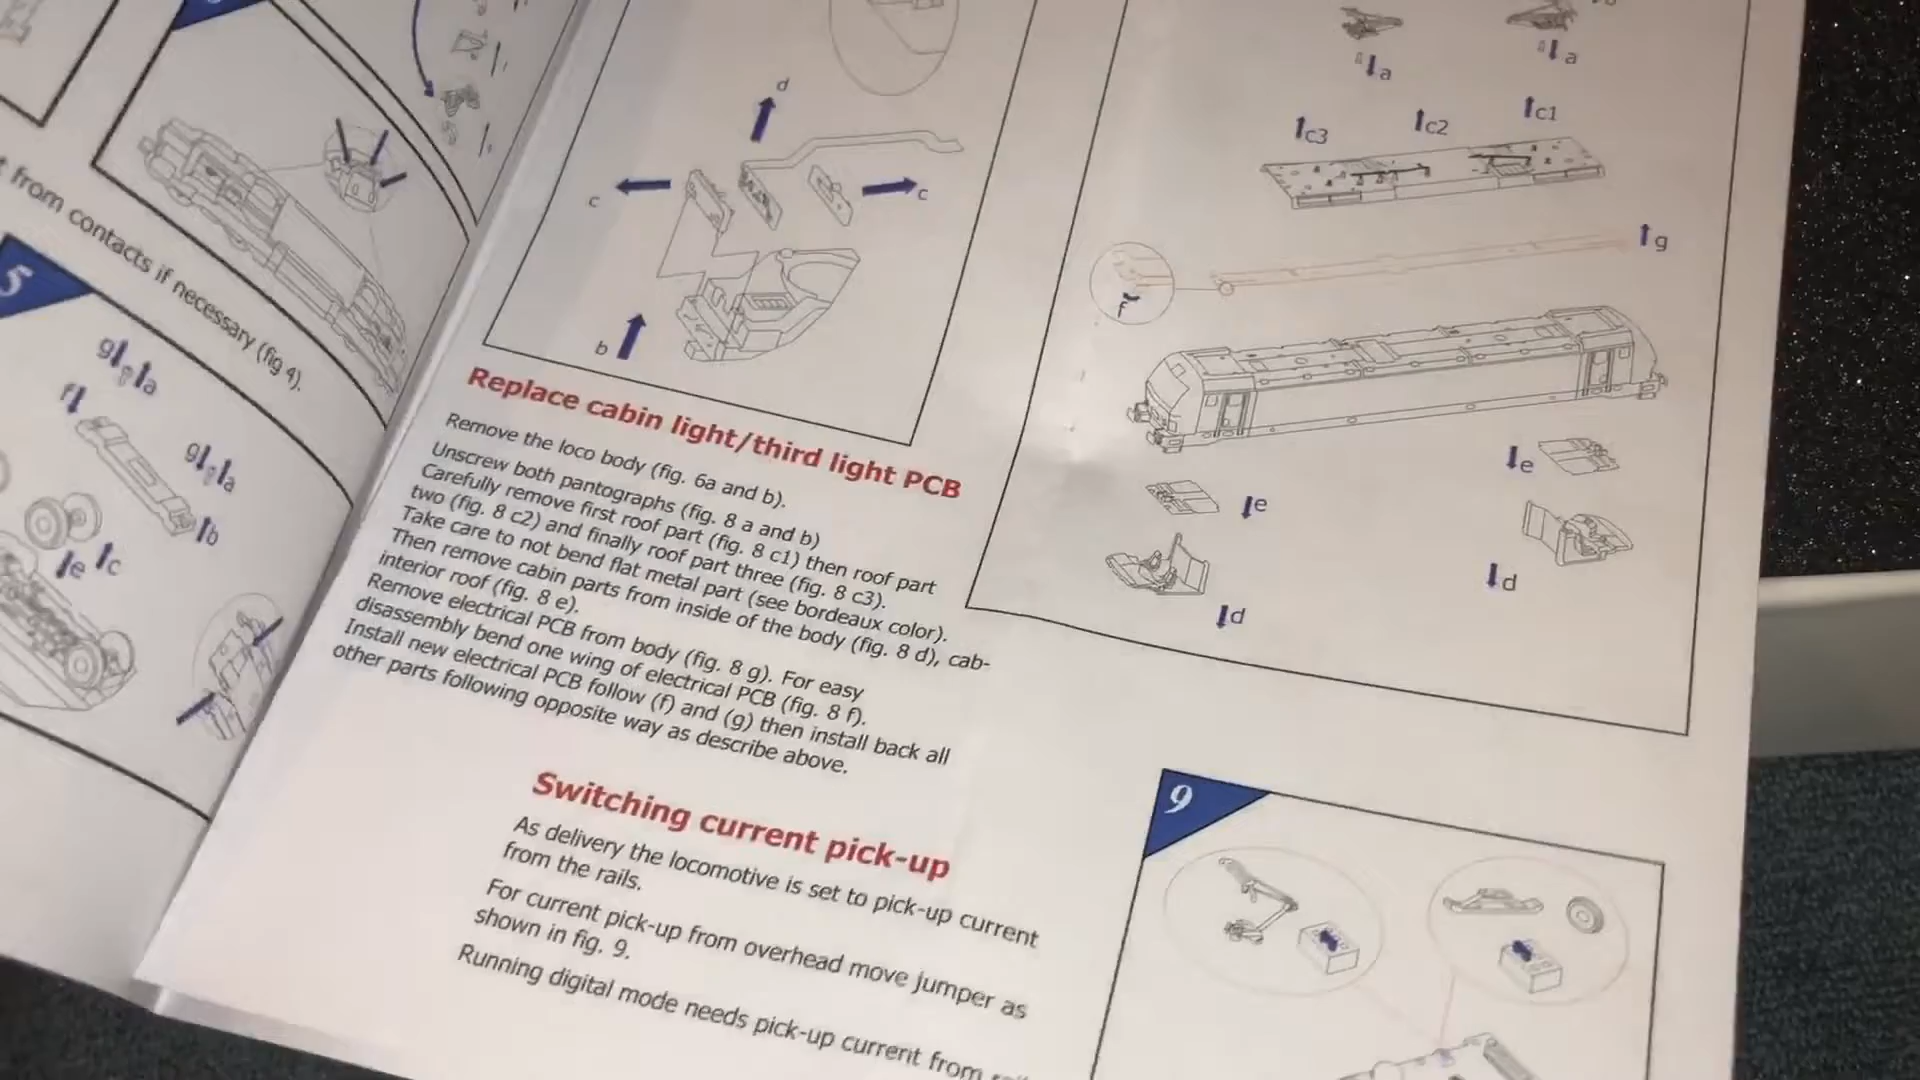 t from contacts if necessary (fig 4).
5
g
a
f
g
a
b
c
e
d
c
c
b
Replace cabin light/third light PCB
Remove the loco body (fig. 6a and b).
Unscrew both pantographs (fig. 8 a and b)
Carefully remove first roof part (fig. 8 c1) then roof part
two (fig. 8 c2) and finally roof part three (fig. 8 c3).
Take care to not bend flat metal part (see bordeaux color).
Then remove cabin parts from inside of the body (fig. 8 d), cab-
interior roof (fig. 8 e).
Remove electrical PCB from body (fig. 8 g). For easy
disassembly bend one wing of electrical PCB (fig. 8 f).
Install new electrical PCB follow (f) and (g) then install back all
other parts following opposite way as describe above.
Switching current pick-up
As delivery the locomotive is set to pick-up current
from the rails.
For current pick-up from overhead move jumper as
shown in fig. 9.
Running digital mode needs pick-up current from
a
a
c3
c2
c1
g
f
e
e
d
d
9